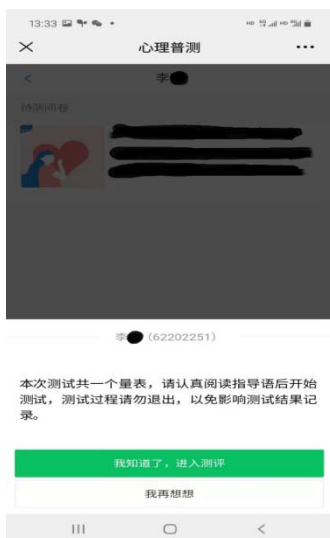 13:33
心理普测
李
待测问卷
李 (62202251)
本次测试共一个量表，请认真阅读指导语后开始
测试，测试过程请勿退出，以免影响测试结果记
录。
我知道了，进入测评
我再想想